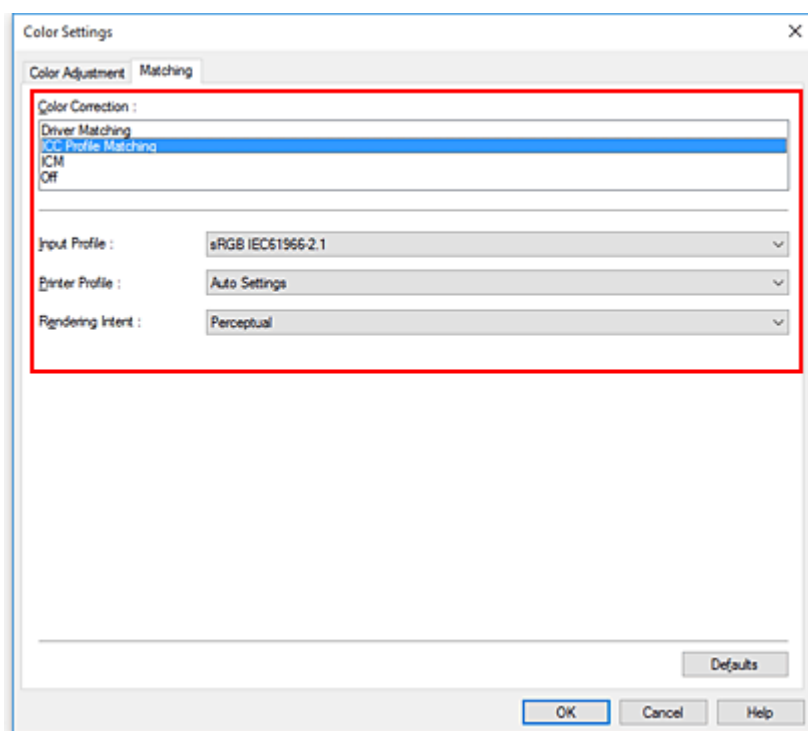 Color Settings
Color Adjustment Matching
Color Correction :
Driver Matching
ICC Profile Matching
ICM
Off
Input Profile : sRGB IEC61966-2.1
Printer Profile : Auto Settings
Rendering Intent : Perceptual
Defaults
OK Cancel Help